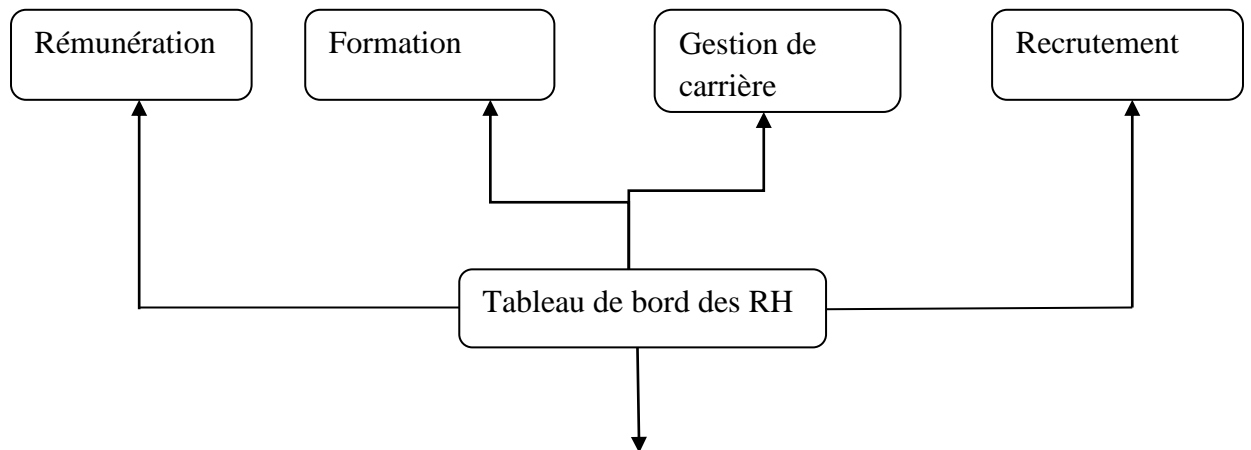 Rémunération
Formation
Gestion de
carrière
Recrutement
Tableau de bord des RH